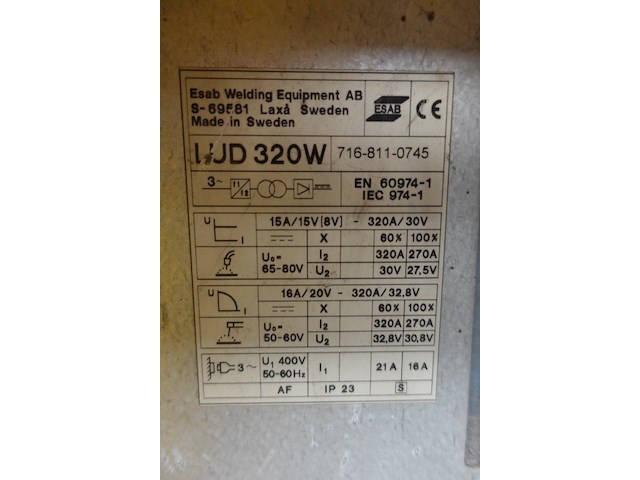 Esab Welding Equipment AB
S-69581 Laxå Sweden
Made in Sweden
ESAB CE
LUD 320W 716-811-0745
3~ f1 f2 EN 60974-1
IEC 974-1
U I 15A/15V(8V) - 320A/30V
X 60% 100%
U₀= 65-80V I₂ 320A 270A
U₂ 30V 27,5V
U I 16A/20V - 320A/32,8V
X 60% 100%
U₀= 50-60V I₂ 320A 270A
U₂ 32,8V 30,8V
3~ U₁ 400V 50-60Hz I₁ 21A 16A
AF IP 23 S